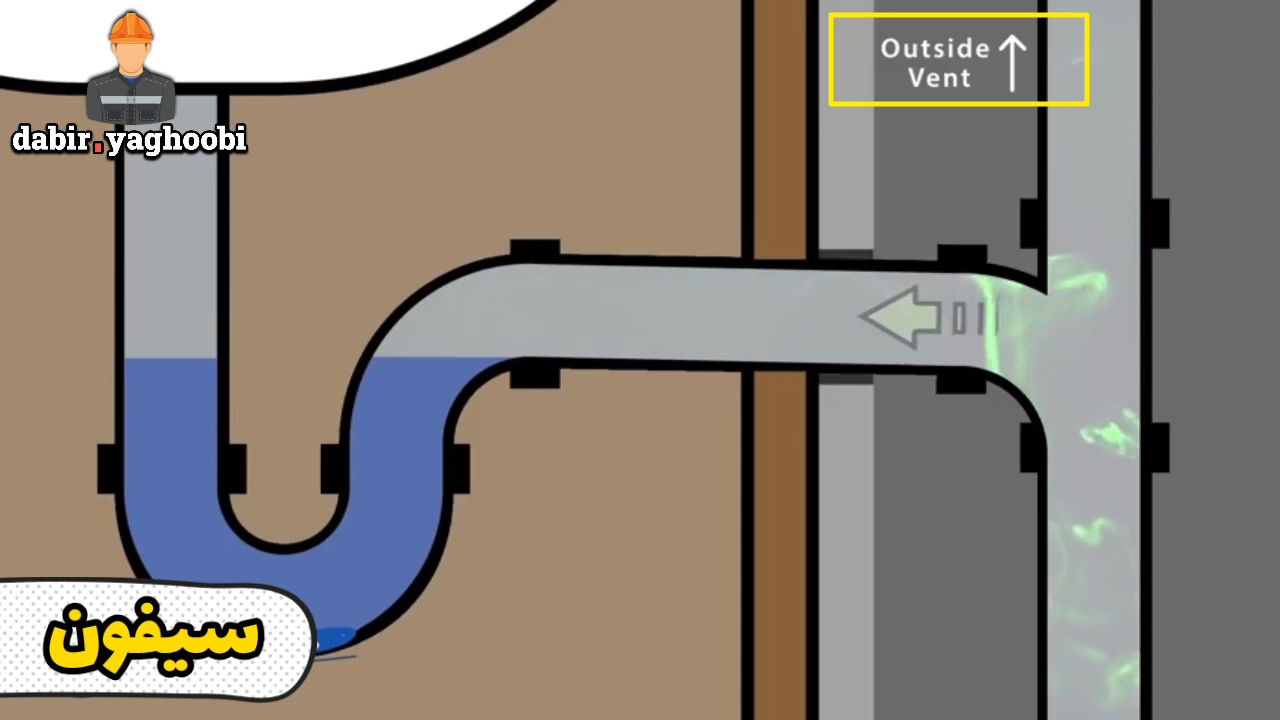 Outside
Vent
dabir.yaghoobi
سیفون